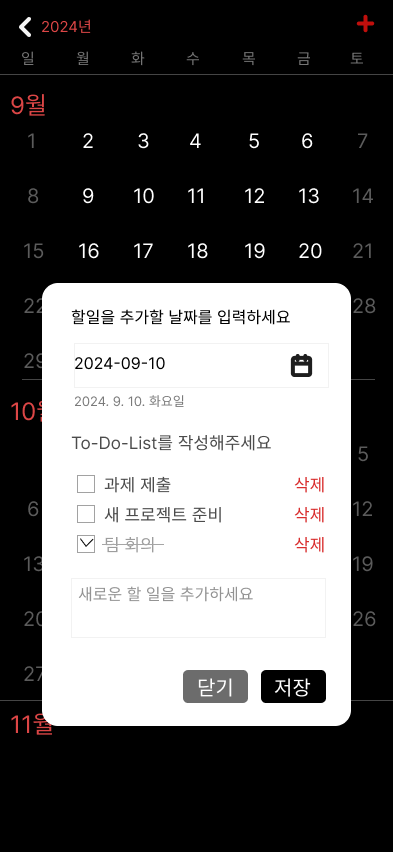 2024년
일 월 화 수 목 금 토
9월
1 2 3 4 5 6 7
8 9 10 11 12 13 14
15 16 17 18 19 20 21
22 28
할일을 추가할 날짜를 입력하세요
29
2024-09-10
2024. 9. 10. 화요일
10월
To-Do-List를 작성해주세요
5
과제 제출 삭제
6 새 프로젝트 준비 삭제 12
팀 회의 삭제
13 19
새로운 할 일을 추가하세요
20 26
27
닫기 저장
11월